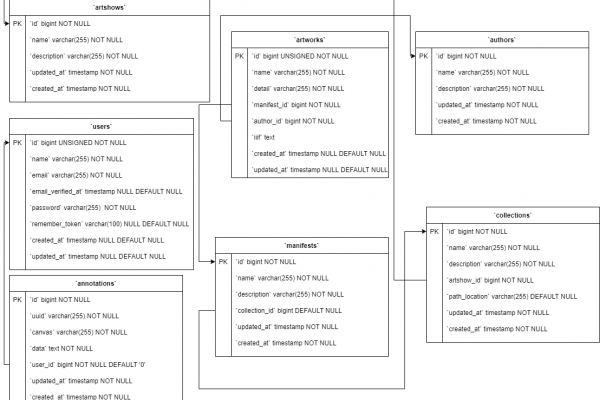 `artshows`
PK `id` bigint NOT NULL
`name` varchar(255) NOT NULL
`description` varchar(255) NOT NULL
`updated_at` timestamp NOT NULL
`created_at` timestamp NOT NULL
`artworks`
PK `id` bigint UNSIGNED NOT NULL
`name` varchar(255) NOT NULL
`detail` varchar(255) NOT NULL
`manifest_id` bigint NOT NULL
`author_id` bigint NOT NULL
`iiif` text
`created_at` timestamp NULL DEFAULT NULL
`updated_at` timestamp NULL DEFAULT NULL
`authors`
PK `id` bigint NOT NULL
`name` varchar(255) NOT NULL
`description` varchar(255) NOT NULL
`updated_at` timestamp NOT NULL
`created_at` timestamp NOT NULL
`users`
PK `id` bigint UNSIGNED NOT NULL
`name` varchar(255) NOT NULL
`email` varchar(255) NOT NULL
`email_verified_at` timestamp NULL DEFAULT NULL
`password` varchar(255) NOT NULL
`remember_token` varchar(100) NULL DEFAULT NULL
`created_at` timestamp NULL DEFAULT NULL
`updated_at` timestamp NULL DEFAULT NULL
`collections`
PK `id` bigint NOT NULL
`name` varchar(255) NOT NULL
`description` varchar(255) NOT NULL
`artshow_id` bigint NOT NULL
`path_location` varchar(255) DEFAULT NULL
`updated_at` timestamp NOT NULL
`created_at` timestamp NOT NULL
`manifests`
PK `id` bigint NOT NULL
`name` varchar(255) NOT NULL
`description` varchar(255) NOT NULL
`collection_id` bigint DEFAULT NULL
`updated_at` timestamp NOT NULL
`created_at` timestamp NOT NULL
`annotations`
PK `id` bigint NOT NULL
`uuid` varchar(255) NOT NULL
`canvas` varchar(255) NOT NULL
`data` text NOT NULL
`user_id` bigint NOT NULL DEFAULT '0'
`updated_at` timestamp NOT NULL
`created_at` timestamp NOT NULL